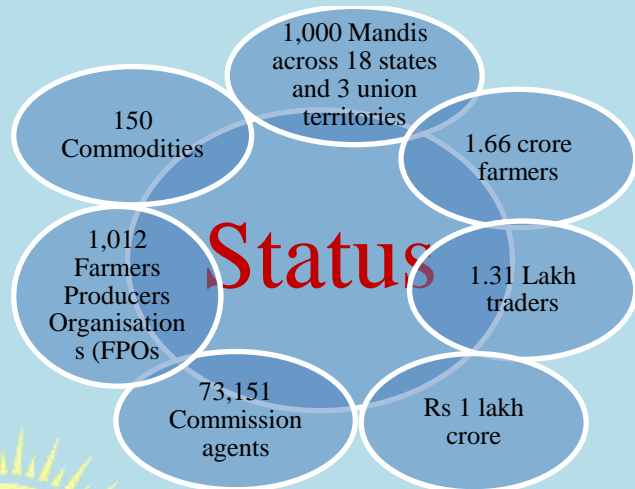 1,000 Mandis
across 18 states
and 3 union
territories
150
Commodities
1.66 crore
farmers
Status
1,012
Farmers
Producers
Organisation
s (FPOs
1.31 Lakh
traders
73,151
Commission
agents
Rs 1 lakh
crore